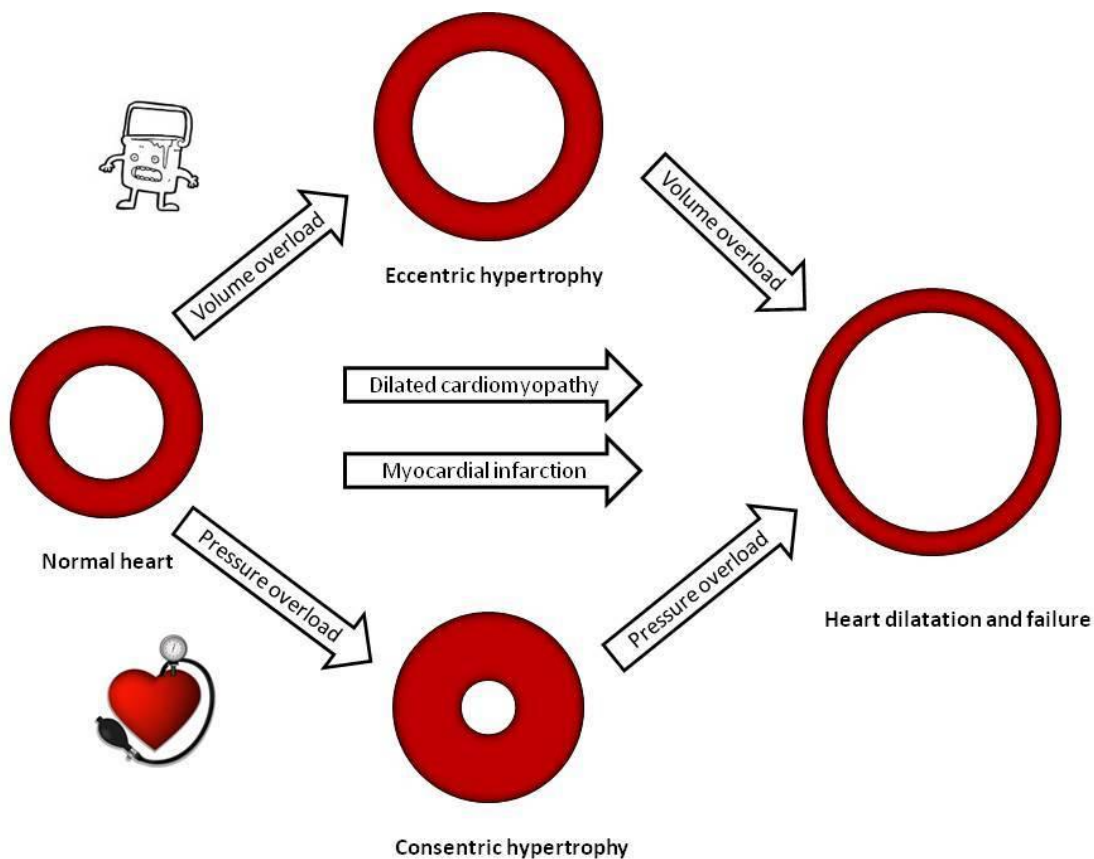 Volume overload
Eccentric hypertrophy
Volume overload
Dilated cardiomyopathy
Myocardial infarction
Normal heart
Pressure overload
Pressure overload
Heart dilatation and failure
Consentric hypertrophy